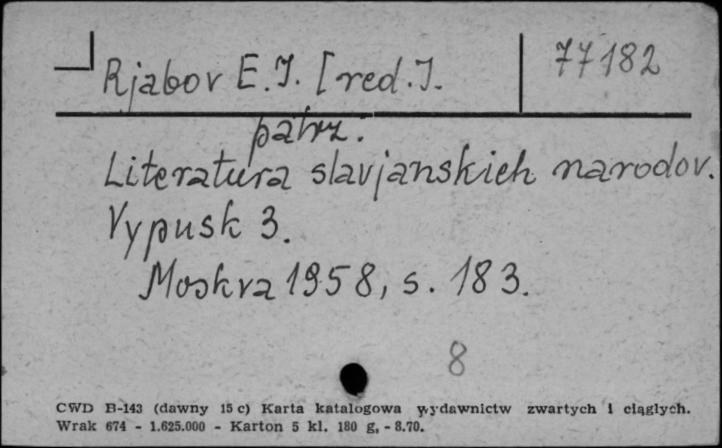 Rjabov E.I. [red.].
77182
patrz:
Literatura slavjanskich narodov.
Vypusk 3.
Moskva 1958, s. 183.
8
CWD B-143 (dawny 15 c) Karta katalogowa wydawnictw zwartych i ciągłych.
Wrak 674 - 1.625.000 - Karton 5 kl. 180 g, - 8.70.